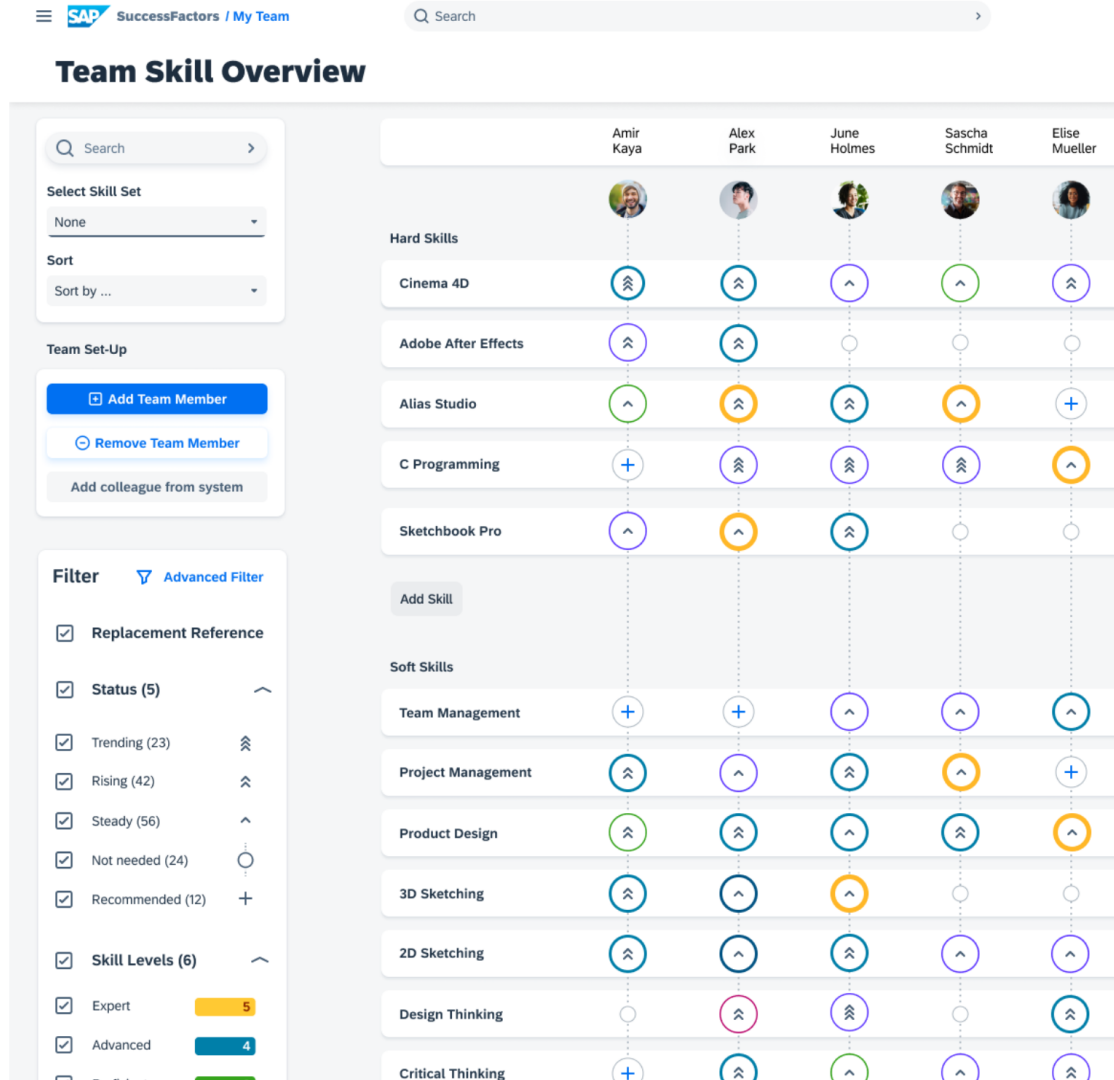 SAP SuccessFactors / My Team
Search
Team Skill Overview
Search
Select Skill Set
None
Sort
Sort by ...
Team Set-Up
Add Team Member
Remove Team Member
Add colleague from system
Filter
Advanced Filter
Replacement Reference
Status (5)
Trending (23)
Rising (42)
Steady (56)
Not needed (24)
Recommended (12)
Skill Levels (6)
Expert 5
Advanced 4
Amir
Kaya
Alex
Park
June
Holmes
Sascha
Schmidt
Elise
Mueller
Hard Skills
Cinema 4D
Adobe After Effects
Alias Studio
C Programming
Sketchbook Pro
Add Skill
Soft Skills
Team Management
Project Management
Product Design
3D Sketching
2D Sketching
Design Thinking
Critical Thinking